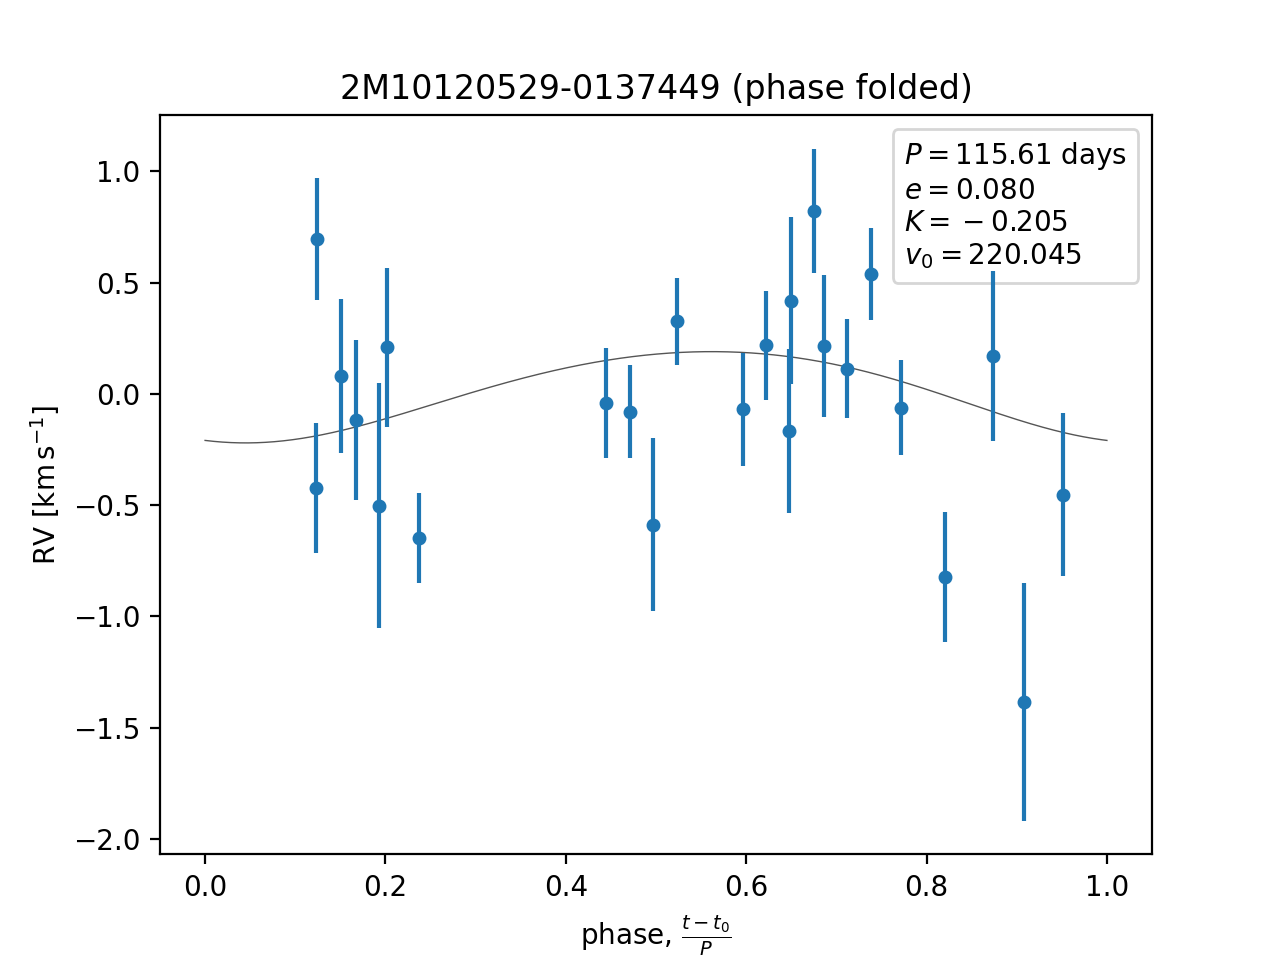 2M10120529-0137449 (phase folded)
P = 115.61 days
e = 0.080
K = −0.205
v₀ = 220.045
1.0
0.5
0.0
−0.5
−1.0
−1.5
−2.0
RV [km s⁻¹]
0.0 0.2 0.4 0.6 0.8 1.0
phase, (t − t₀)/P